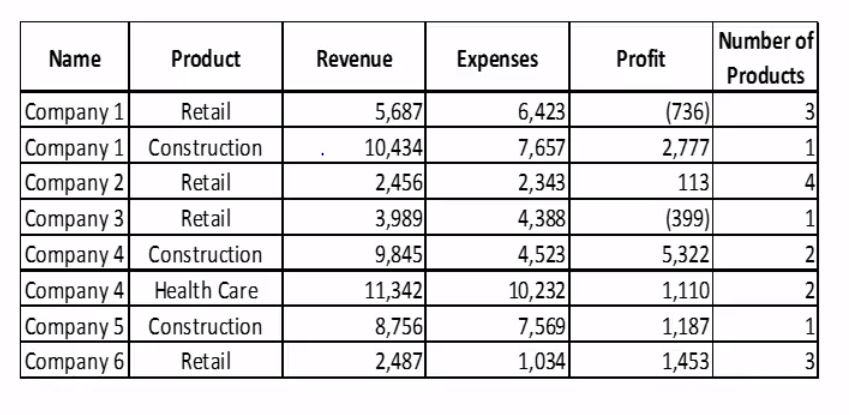 Name Product Revenue Expenses Profit Number of Products
Company 1 Retail 5,687 6,423 (736) 3
Company 1 Construction 10,434 7,657 2,777 1
Company 2 Retail 2,456 2,343 113 4
Company 3 Retail 3,989 4,388 (399) 1
Company 4 Construction 9,845 4,523 5,322 2
Company 4 Health Care 11,342 10,232 1,110 2
Company 5 Construction 8,756 7,569 1,187 1
Company 6 Retail 2,487 1,034 1,453 3